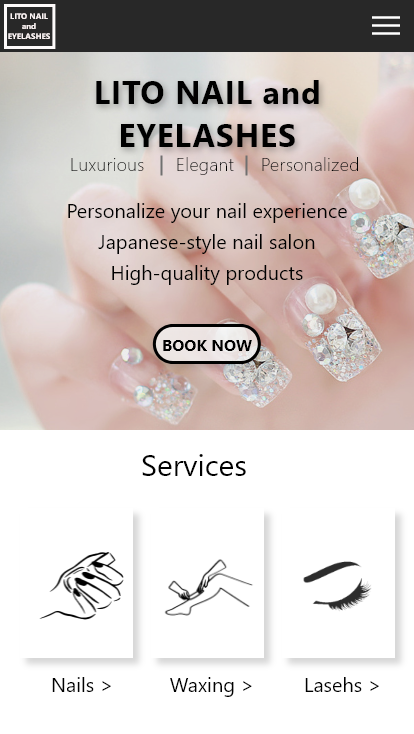 LITO NAIL
and
EYELASHES
LITO NAIL and
EYELASHES
Luxurious | Elegant | Personalized
Personalize your nail experience
Japanese-style nail salon
High-quality products
BOOK NOW
Services
Nails > Waxing > Lasehs >